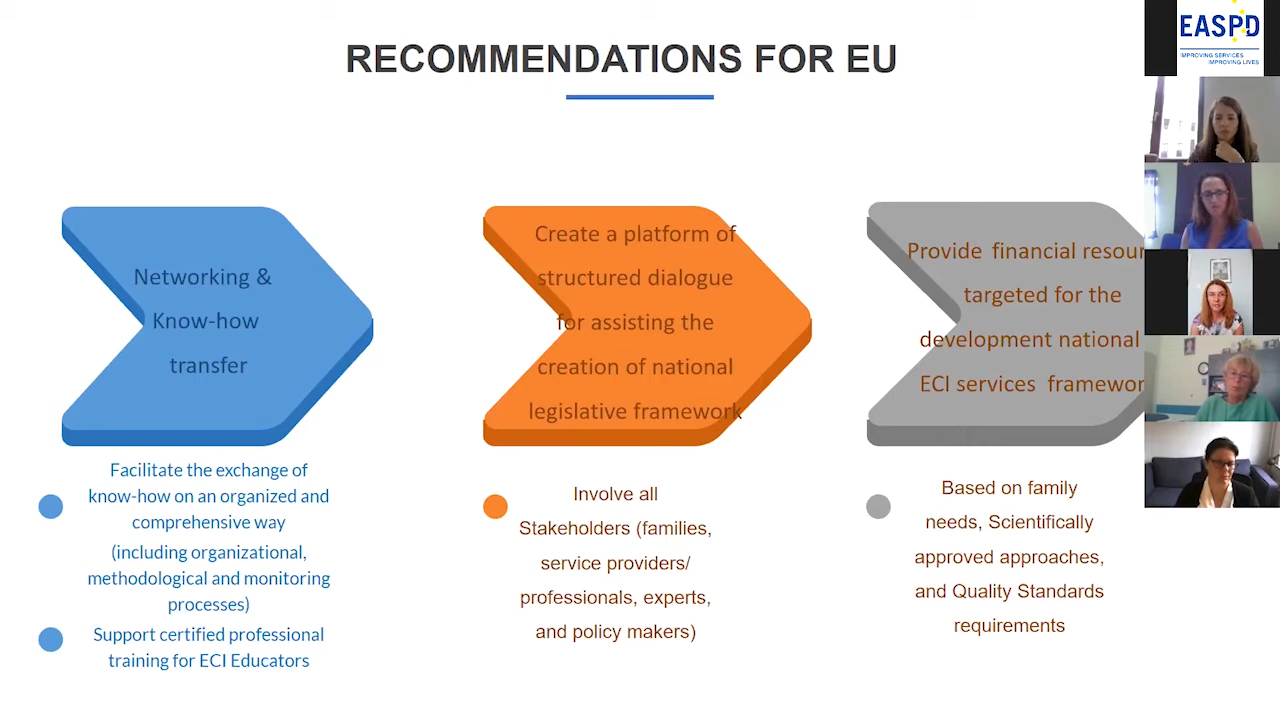 RECOMMENDATIONS FOR EU
EASPD
IMPROVING SERVICES
IMPROVING LIVES
Networking &
Know-how
transfer
Facilitate the exchange of
know-how on an organized and
comprehensive way
(including organizational,
methodological and monitoring
processes)
Support certified professional
training for ECI Educators
Create a platform of
structured dialogue
for assisting the
creation of national
legislative framework
Involve all
Stakeholders (families,
service providers/
professionals, experts,
and policy makers)
Provide financial resour
targeted for the
development national
ECI services framewor
Based on family
needs, Scientifically
approved approaches,
and Quality Standards
requirements